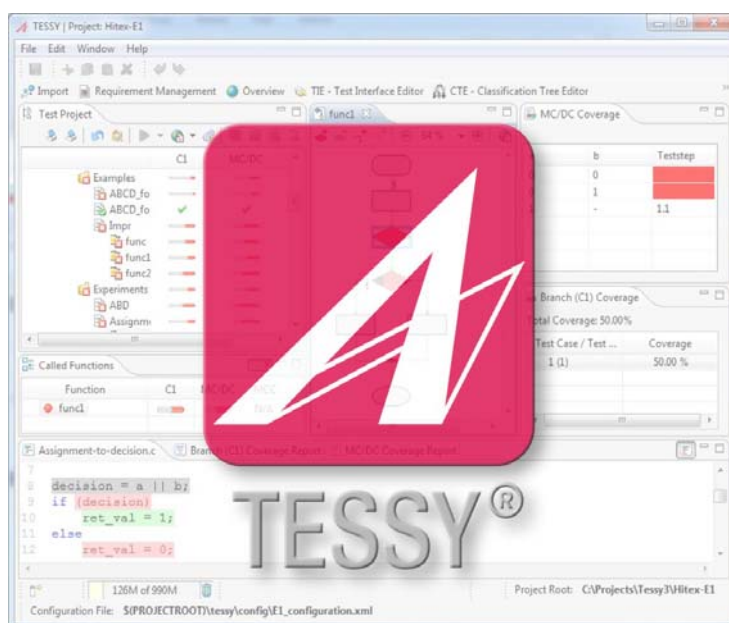 TESSY | Project: Hitex-E1
File Edit Window Help
Import Requirement Management Overview TIE - Test Interface Editor CTE - Classification Tree Editor
Test Project
func1
MC/DC Coverage
C1 MC/DC
b Teststep
Examples
0
ABCD_fo
1
ABCD_fo
- 1.1
Impr
func
func1
func2
Experiments
Branch (C1) Coverage
ABD
Total Coverage: 50.00%
Assignm
Test Case / Test ... Coverage
Called Functions
1 (1) 50.00 %
Function C1
func1
Assignment-to-decision.c Branch (C1) Coverage Report MC/DC Coverage Report
7
8 decision = a || b;
9 if (decision)
10 ret_val = 1;
11 else
12 ret_val = 0;
TESSY®
126M of 990M Project Root: C:\Projects\Tessy3\Hitex-E1
Configuration File: $(PROJECTROOT)\tessy\config\E1_configuration.xml